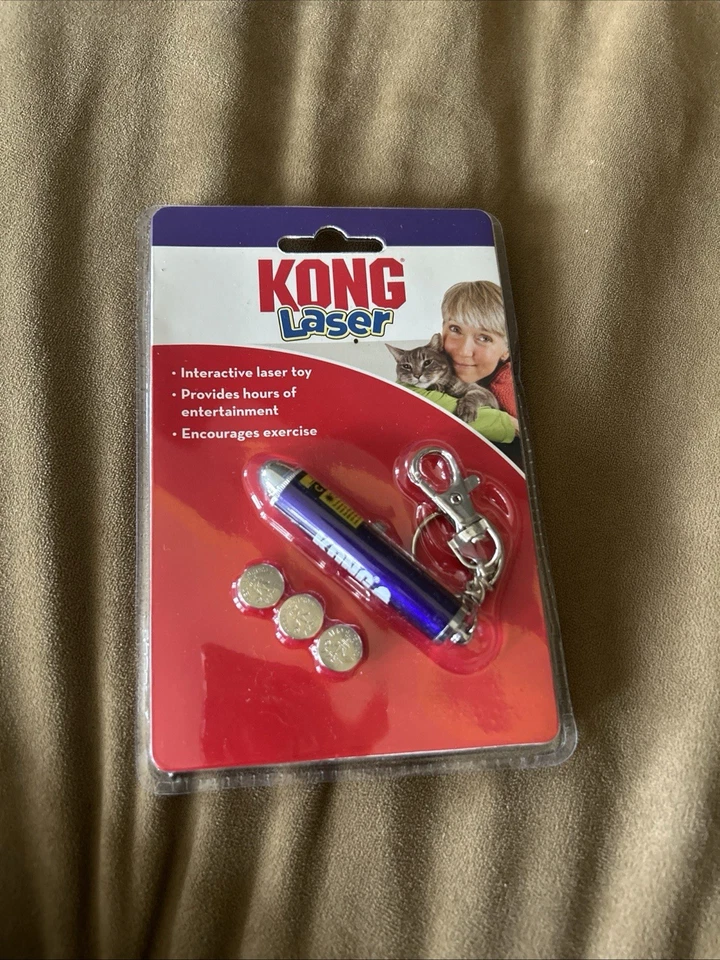 KONG®
Laser
• Interactive laser toy
• Provides hours of
entertainment
• Encourages exercise
KONG